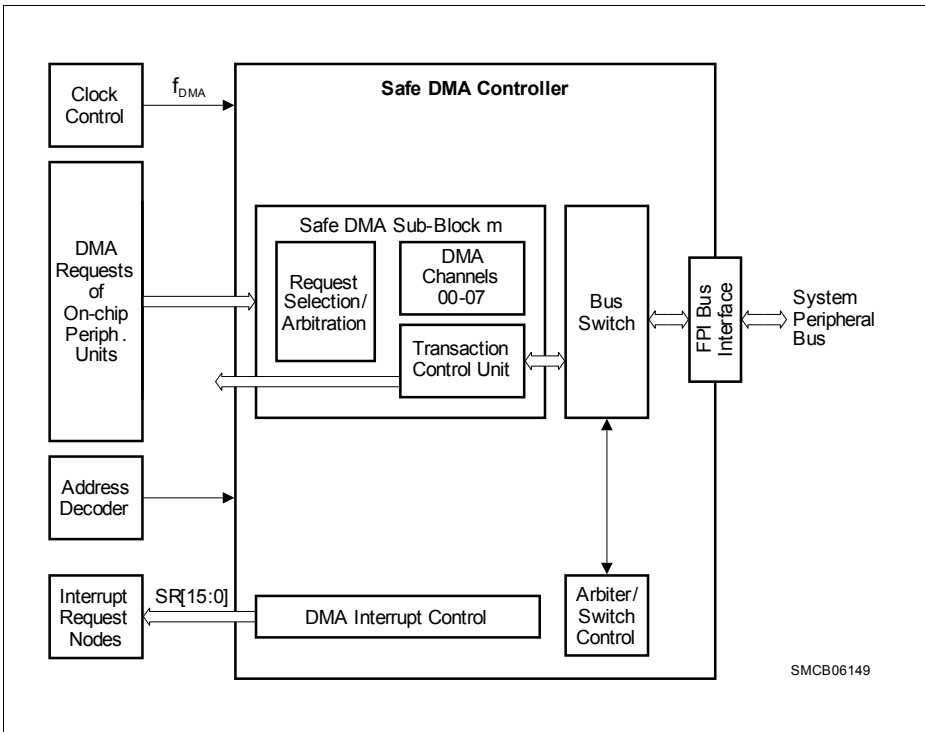 Clock
Control
fDMA
Safe DMA Controller
DMA
Requests
of
On-chip
Periph .
Units
Safe DMA Sub-Block m
Request
Selection/
Arbitration
DMA
Channels
00-07
Transaction
Control Unit
Bus
Switch
FPI Bus
Interface
System
Peripheral
Bus
Address
Decoder
Interrupt
Request
Nodes
SR[15:0]
DMA Interrupt Control
Arbiter/
Switch
Control
SMCB06149